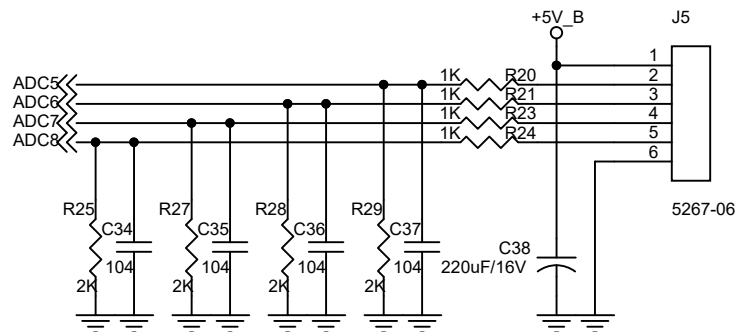 +5V_B J5
1
ADC5 1K R20 2
ADC6 1K R21 3
ADC7 1K R23 4
ADC8 1K R24 5
6
R25 R27 R28 R29 5267-06
C34 C35 C36 C37 C38
104 104 104 104 220uF/16V
2K 2K 2K 2K